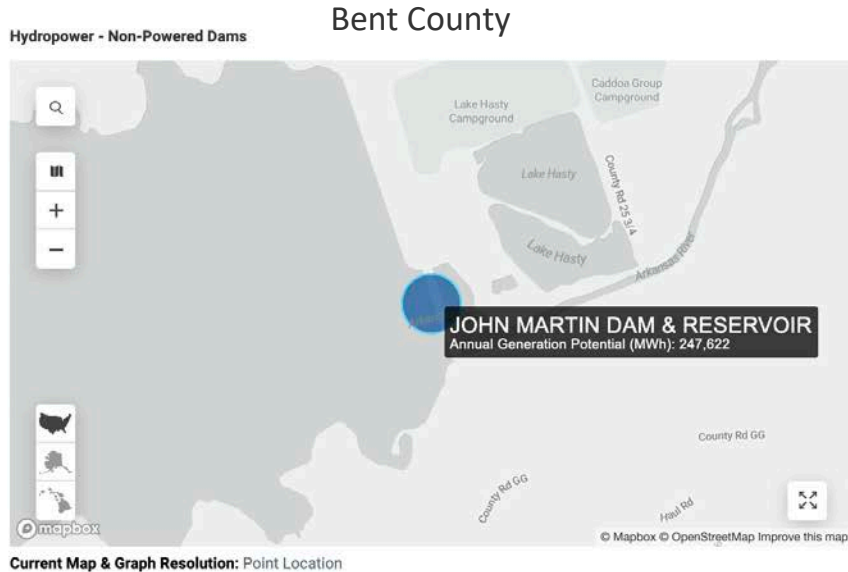 Bent County
Hydropower - Non-Powered Dams
Lake Hasty
Campground
Caddoa Group
Campground
Lake Hasty
County Rd 25 3/4
Lake Hasty
Arkansas River
JOHN MARTIN DAM & RESERVOIR
Annual Generation Potential (MWh): 247,622
County Rd GG
County Rd GG
Haul Rd
mapbox
© Mapbox © OpenStreetMap Improve this map
Current Map & Graph Resolution: Point Location